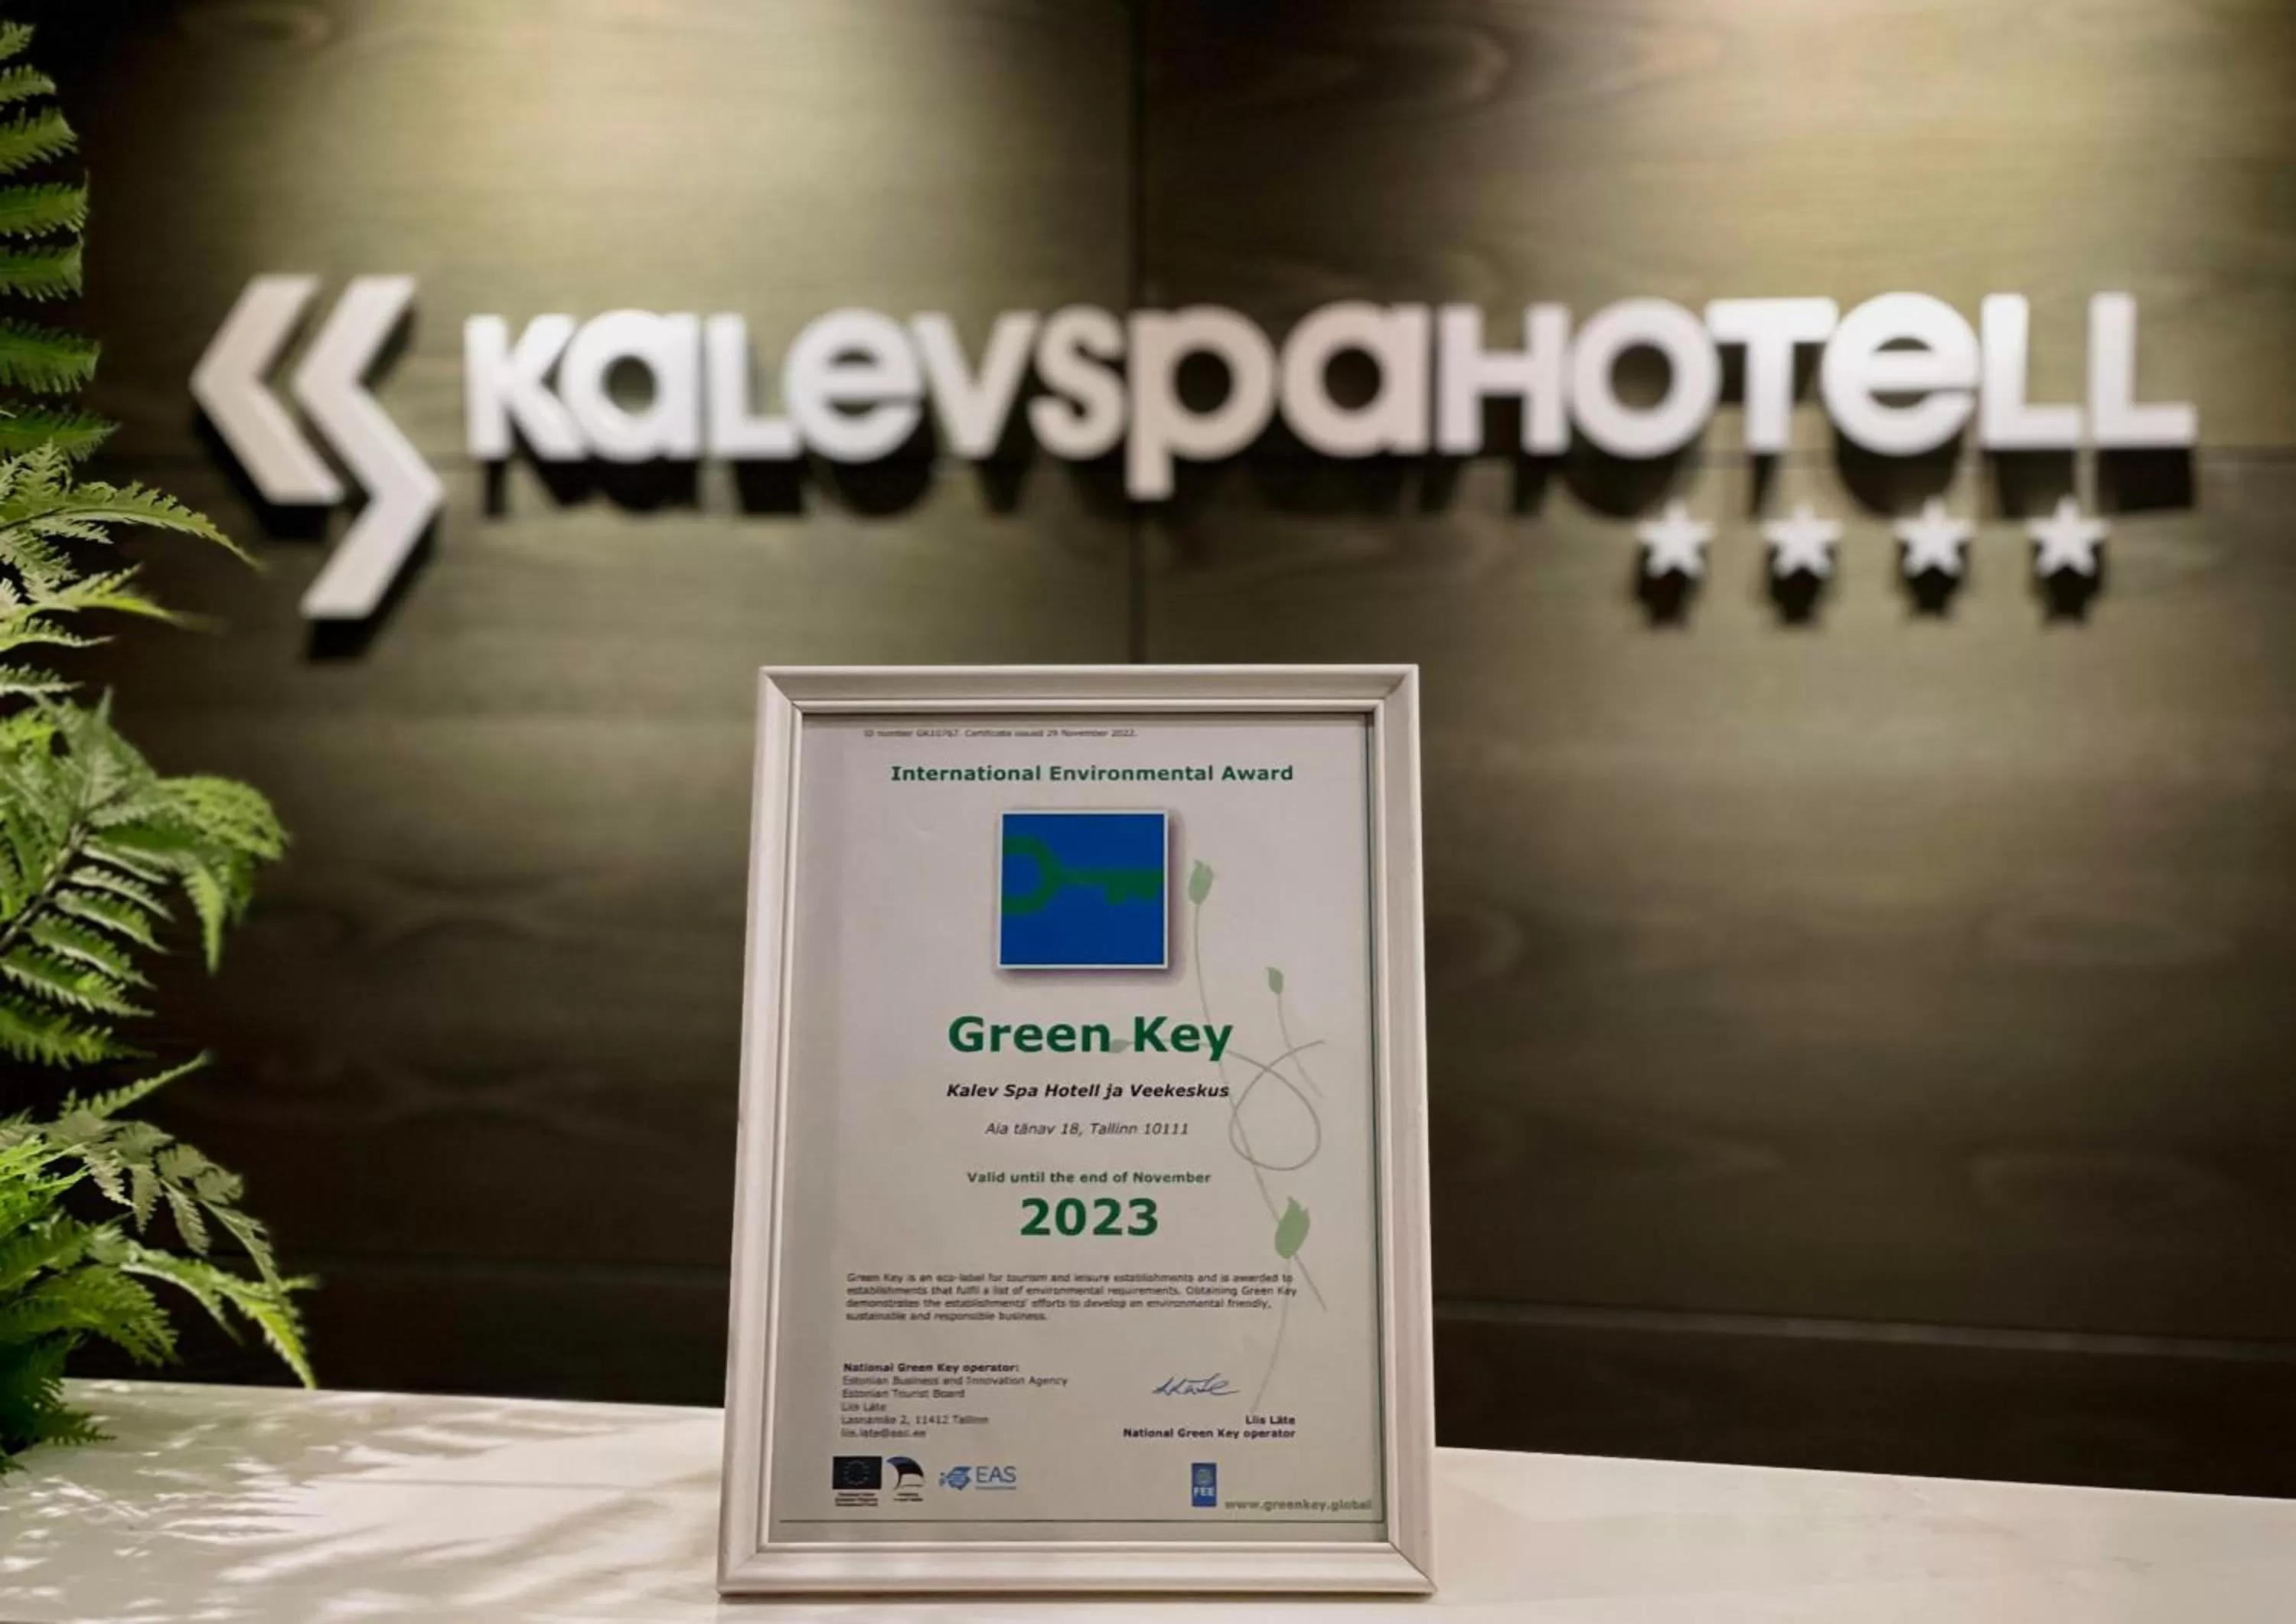 KaLevspaHoTeLL
ID number GK10767. Certificate issued 29 November 2022.
International Environmental Award
Green Key
Kalev Spa Hotell ja Veekeskus
Aia tänav 18, Tallinn 10111
Valid until the end of November
2023
Green Key is an eco-label for tourism and leisure establishments and is awarded to
establishments that fulfil a list of environmental requirements. Obtaining Green Key
demonstrates the establishments' efforts to develop an environmental friendly,
sustainable and responsible business.
National Green Key operator:
Estonian Business and Innovation Agency
Estonian Tourist Board
Liis Läte
Lasnamäe 2, 11412 Tallinn
liis.late@eas.ee
Liis Läte
National Green Key operator
EAS
FEE
www.greenkey.global